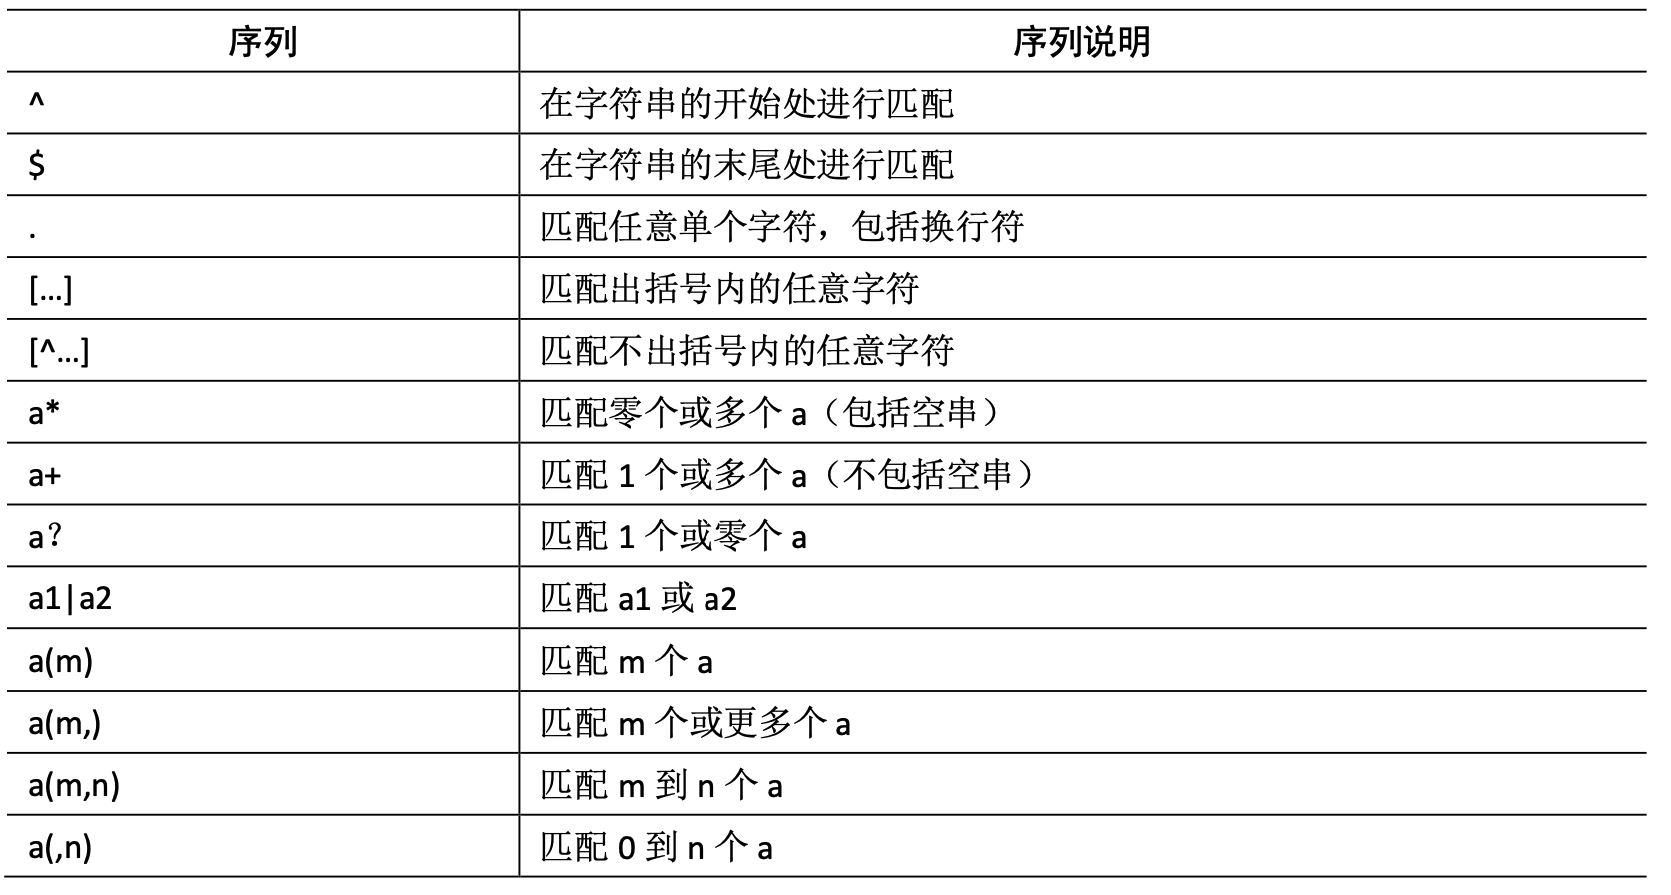 序列 序列说明
^ 在字符串的开始处进行匹配
$ 在字符串的末尾处进行匹配
. 匹配任意单个字符，包括换行符
[...] 匹配出括号内的任意字符
[^...] 匹配不出括号内的任意字符
a* 匹配零个或多个 a（包括空串）
a+ 匹配 1 个或多个 a（不包括空串）
a？ 匹配 1 个或零个 a
a1|a2 匹配 a1 或 a2
a(m) 匹配 m 个 a
a(m,) 匹配 m 个或更多个 a
a(m,n) 匹配 m 到 n 个 a
a(,n) 匹配 0 到 n 个 a